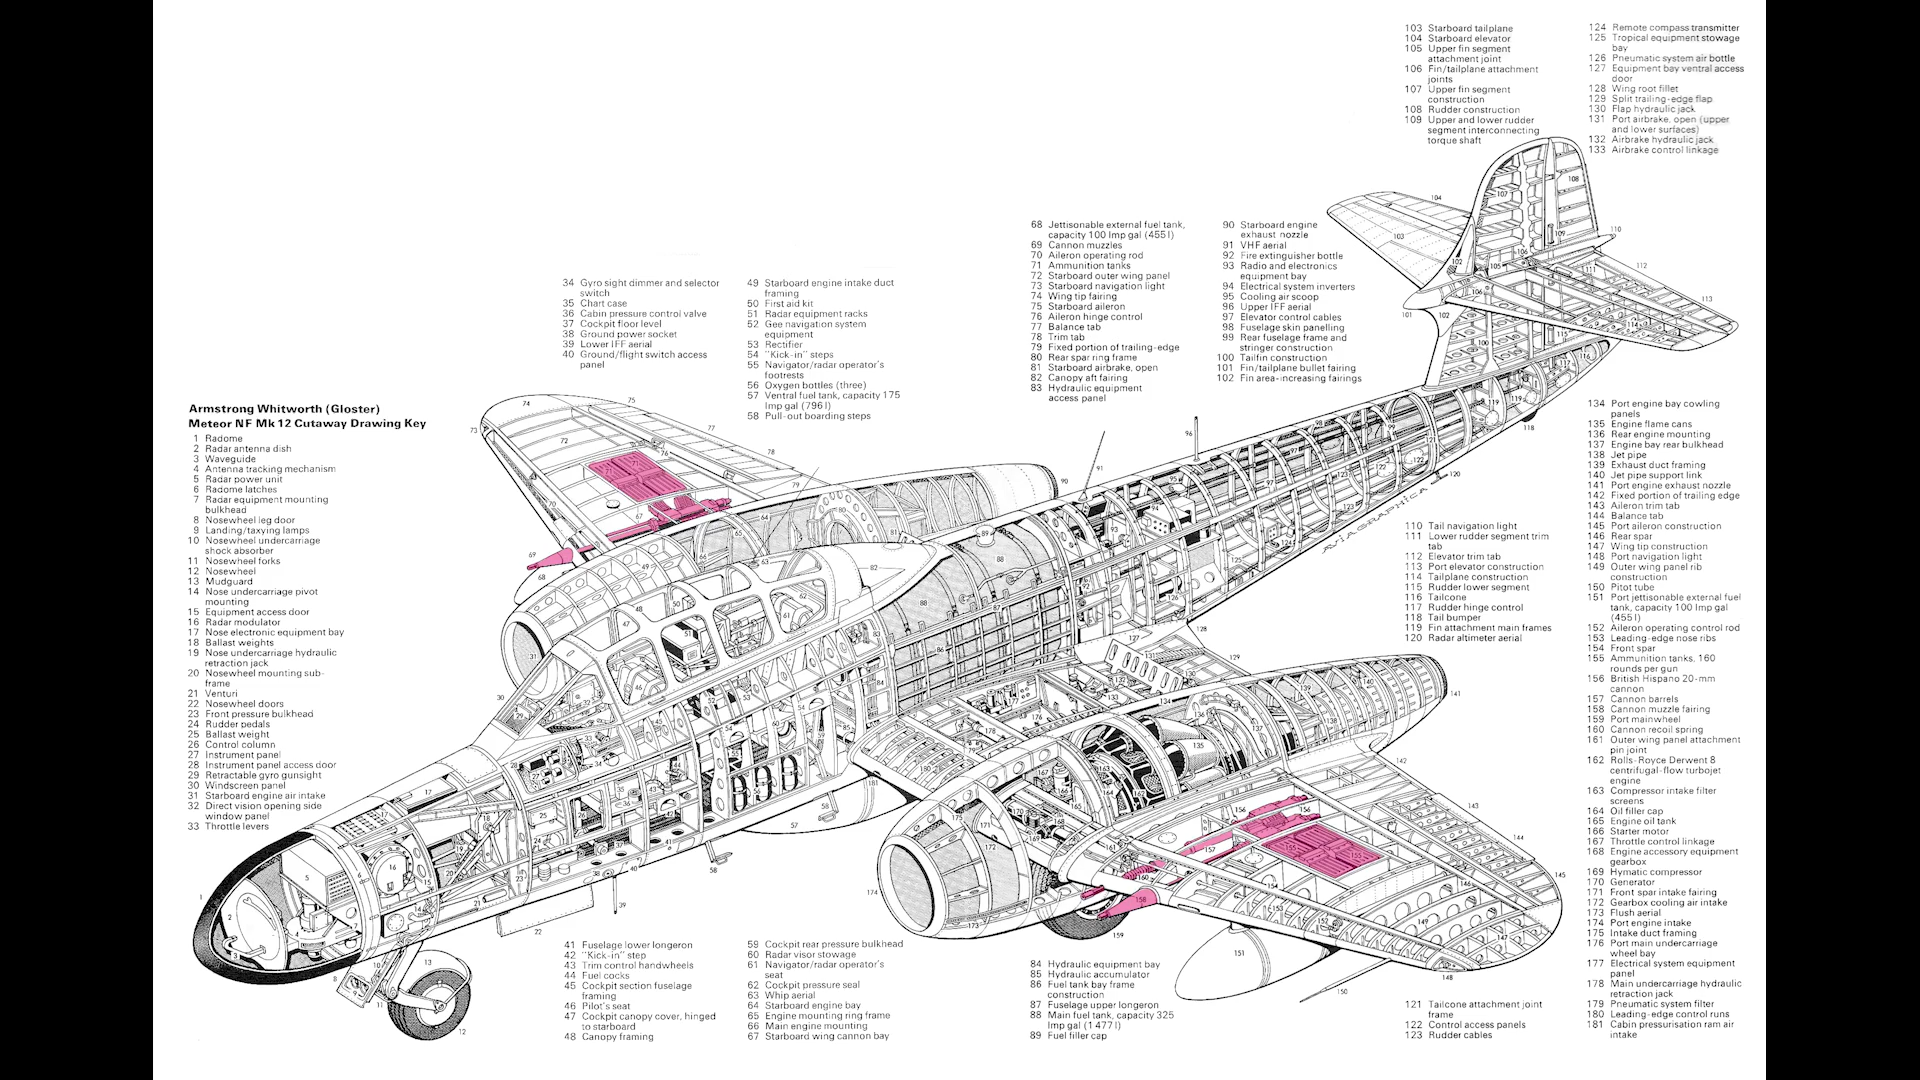 Armstrong Whitworth (Gloster)
Meteor NF Mk 12 Cutaway Drawing Key
1 Radome
2 Radar antenna dish
3 Waveguide
4 Antenna tracking mechanism
5 Radar power unit
6 Radome latches
7 Radar equipment mounting
bulkhead
8 Nosewheel leg door
9 Landing/taxying lamps
10 Nosewheel undercarriage
shock absorber
11 Nosewheel forks
12 Nosewheel
13 Mudguard
14 Nose undercarriage pivot
mounting
15 Equipment access door
16 Radar modulator
17 Nose electronic equipment bay
18 Ballast weights
19 Nose undercarriage hydraulic
retraction jack
20 Nosewheel mounting sub-
frame
21 Venturi
22 Nosewheel doors
23 Front pressure bulkhead
24 Rudder pedals
25 Ballast weight
26 Control column
27 Instrument panel
28 Instrument panel access door
29 Retractable gyro gunsight
30 Windscreen panel
31 Starboard engine air intake
32 Direct vision opening side
window panel
33 Throttle levers
34 Gyro sight dimmer and selector
switch
35 Chart case
36 Cabin pressure control valve
37 Cockpit floor level
38 Ground power socket
39 Lower IFF aerial
40 Ground/flight switch access
panel
41 Fuselage lower longeron
42 "Kick-in" step
43 Trim control handwheels
44 Fuel cocks
45 Cockpit section fuselage
framing
46 Pilot's seat
47 Cockpit canopy cover, hinged
to starboard
48 Canopy framing
49 Starboard engine intake duct
framing
50 First aid kit
51 Radar equipment racks
52 Gee navigation system
equipment
53 Rectifier
54 "Kick-in" steps
55 Navigator/radar operator's
footrests
56 Oxygen bottles (three)
57 Ventral fuel tank, capacity 175
Imp gal (796 l)
58 Pull-out boarding steps
59 Cockpit rear pressure bulkhead
60 Radar visor stowage
61 Navigator/radar operator's
seat
62 Cockpit pressure seal
63 Whip aerial
64 Starboard engine bay
65 Engine mounting ring frame
66 Main engine mounting
67 Starboard wing cannon bay
68 Jettisonable external fuel tank,
capacity 100 Imp gal (455 l)
69 Cannon muzzles
70 Aileron operating rod
71 Ammunition tanks
72 Starboard outer wing panel
73 Starboard navigation light
74 Wing tip fairing
75 Starboard aileron
76 Aileron hinge control
77 Balance tab
78 Trim tab
79 Fixed portion of trailing-edge
80 Rear spar ring frame
81 Starboard airbrake, open
82 Canopy aft fairing
83 Hydraulic equipment
access panel
84 Hydraulic equipment bay
85 Hydraulic accumulator
86 Fuel tank bay frame
construction
87 Fuselage upper longeron
88 Main fuel tank, capacity 325
Imp gal (1 477 l)
89 Fuel filler cap
90 Starboard engine
exhaust nozzle
91 VHF aerial
92 Fire extinguisher bottle
93 Radio and electronics
equipment bay
94 Electrical system inverters
95 Cooling air scoop
96 Upper IFF aerial
97 Elevator control cables
98 Fuselage skin panelling
99 Rear fuselage frame and
stringer construction
100 Tailfin construction
101 Fin/tailplane bullet fairing
102 Fin area-increasing fairings
103 Starboard tailplane
104 Starboard elevator
105 Upper fin segment
attachment joint
106 Fin/tailplane attachment
joints
107 Upper fin segment
construction
108 Rudder construction
109 Upper and lower rudder
segment interconnecting
torque shaft
110 Tail navigation light
111 Lower rudder segment trim
tab
112 Elevator trim tab
113 Port elevator construction
114 Tailplane construction
115 Rudder lower segment
116 Tailcone
117 Rudder hinge control
118 Tail bumper
119 Fin attachment main frames
120 Radar altimeter aerial
121 Tailcone attachment joint
frame
122 Control access panels
123 Rudder cables
124 Remote compass transmitter
125 Tropical equipment stowage
bay
126 Pneumatic system air bottle
127 Equipment bay ventral access
door
128 Wing root fillet
129 Split trailing-edge flap
130 Flap hydraulic jack
131 Port airbrake, open (upper
and lower surfaces)
132 Airbrake hydraulic jack
133 Airbrake control linkage
134 Port engine bay cowling
panels
135 Engine flame cans
136 Rear engine mounting
137 Engine bay rear bulkhead
138 Jet pipe
139 Exhaust duct framing
140 Jet pipe support link
141 Port engine exhaust nozzle
142 Fixed portion of trailing edge
143 Aileron trim tab
144 Balance tab
145 Port aileron construction
146 Rear spar
147 Wing tip construction
148 Port navigation light
149 Outer wing panel rib
construction
150 Pitot tube
151 Port jettisonable external fuel
tank, capacity 100 Imp gal
(455 l)
152 Aileron operating control rod
153 Leading-edge nose ribs
154 Front spar
155 Ammunition tanks, 160
rounds per gun
156 British Hispano 20-mm
cannon
157 Cannon barrels
158 Cannon muzzle fairing
159 Port mainwheel
160 Cannon recoil spring
161 Outer wing panel attachment
pin joint
162 Rolls-Royce Derwent 8
centrifugal-flow turbojet
engine
163 Compressor intake filter
screens
164 Oil filler cap
165 Engine oil tank
166 Starter motor
167 Throttle control linkage
168 Engine accessory equipment
gearbox
169 Hymatic compressor
170 Generator
171 Front spar intake fairing
172 Gearbox cooling air intake
173 Flush aerial
174 Port engine intake
175 Intake duct framing
176 Port main undercarriage
wheel bay
177 Electrical system equipment
panel
178 Main undercarriage hydraulic
retraction jack
179 Pneumatic system filter
180 Leading-edge control runs
181 Cabin pressurisation ram air
intake
AVIAGRAPHICA